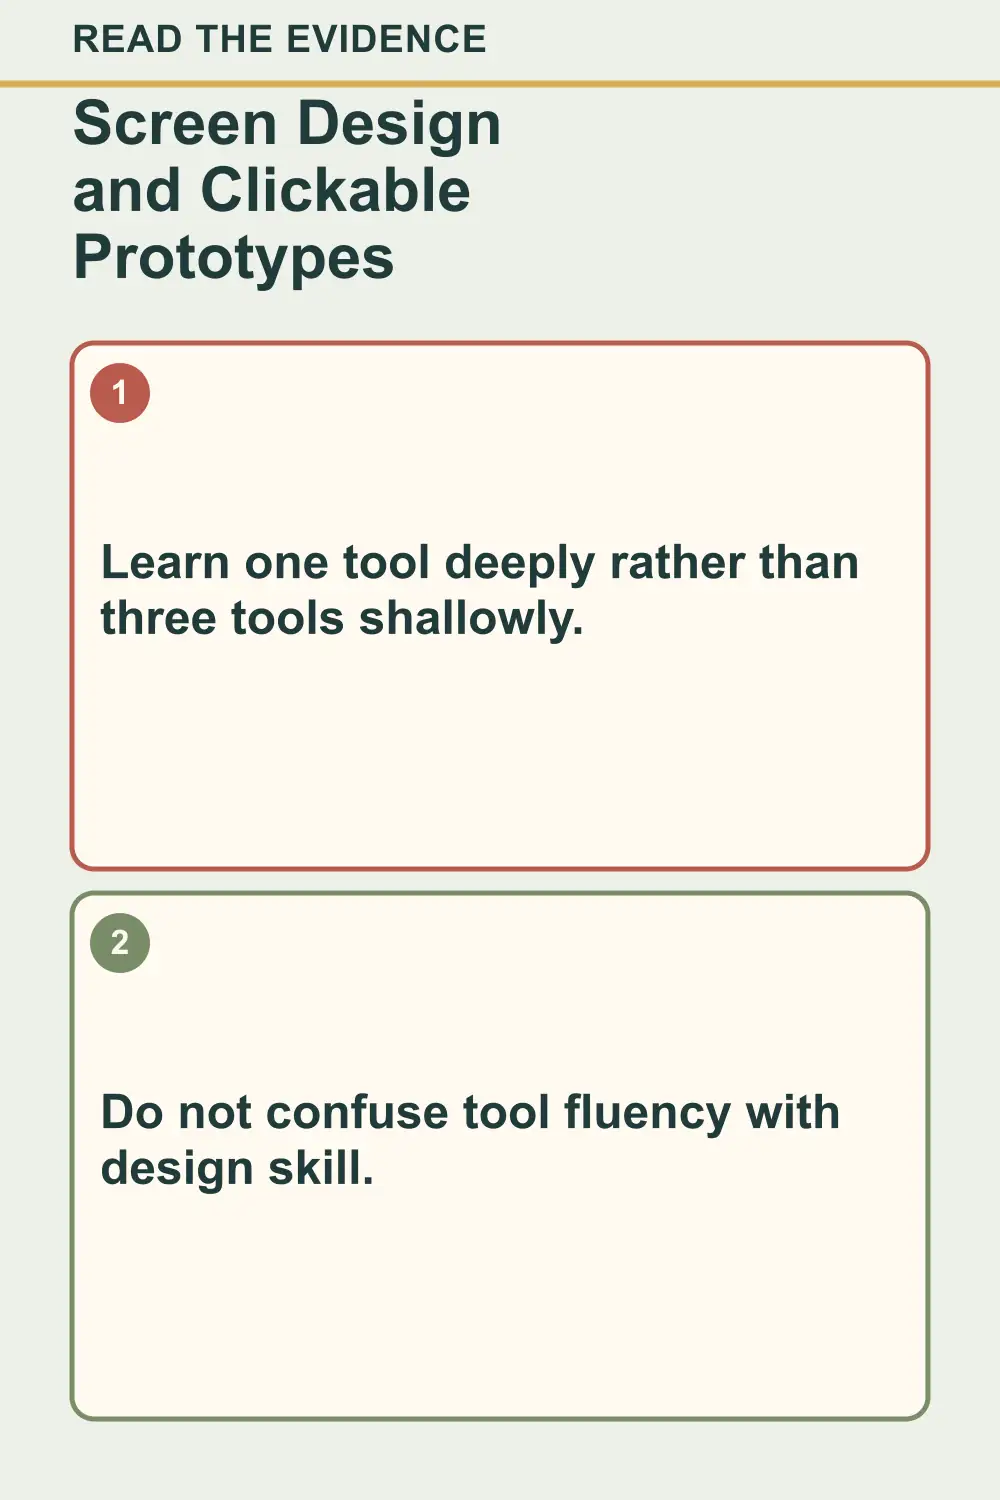 READ THE EVIDENCE
Screen Design
and Clickable
Prototypes
1
Learn one tool deeply rather than
three tools shallowly.
2
Do not confuse tool fluency with
design skill.